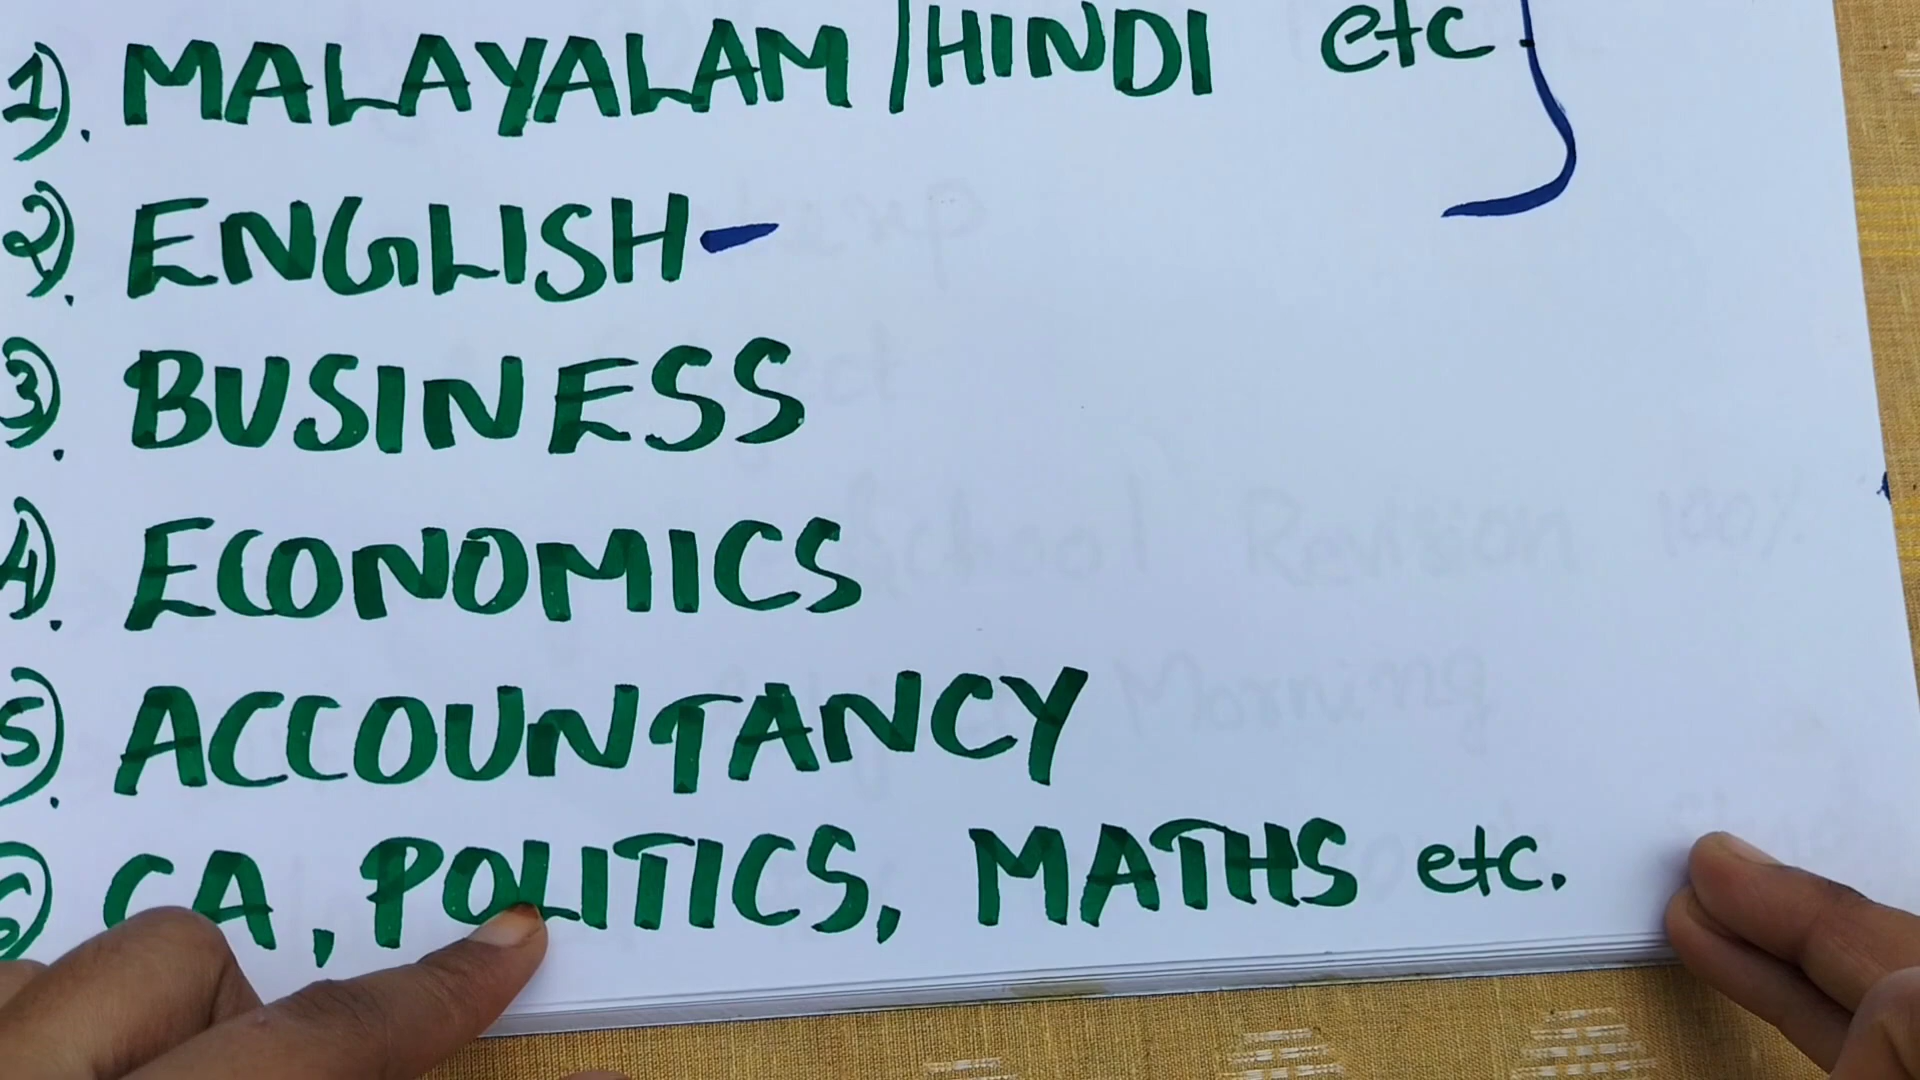 1). MALAYALAM /HINDI etc
2). ENGLISH-
3). BUSINESS
4). ECONOMICS
5). ACCOUNTANCY
6) CA, POLITICS, MATHS etc.